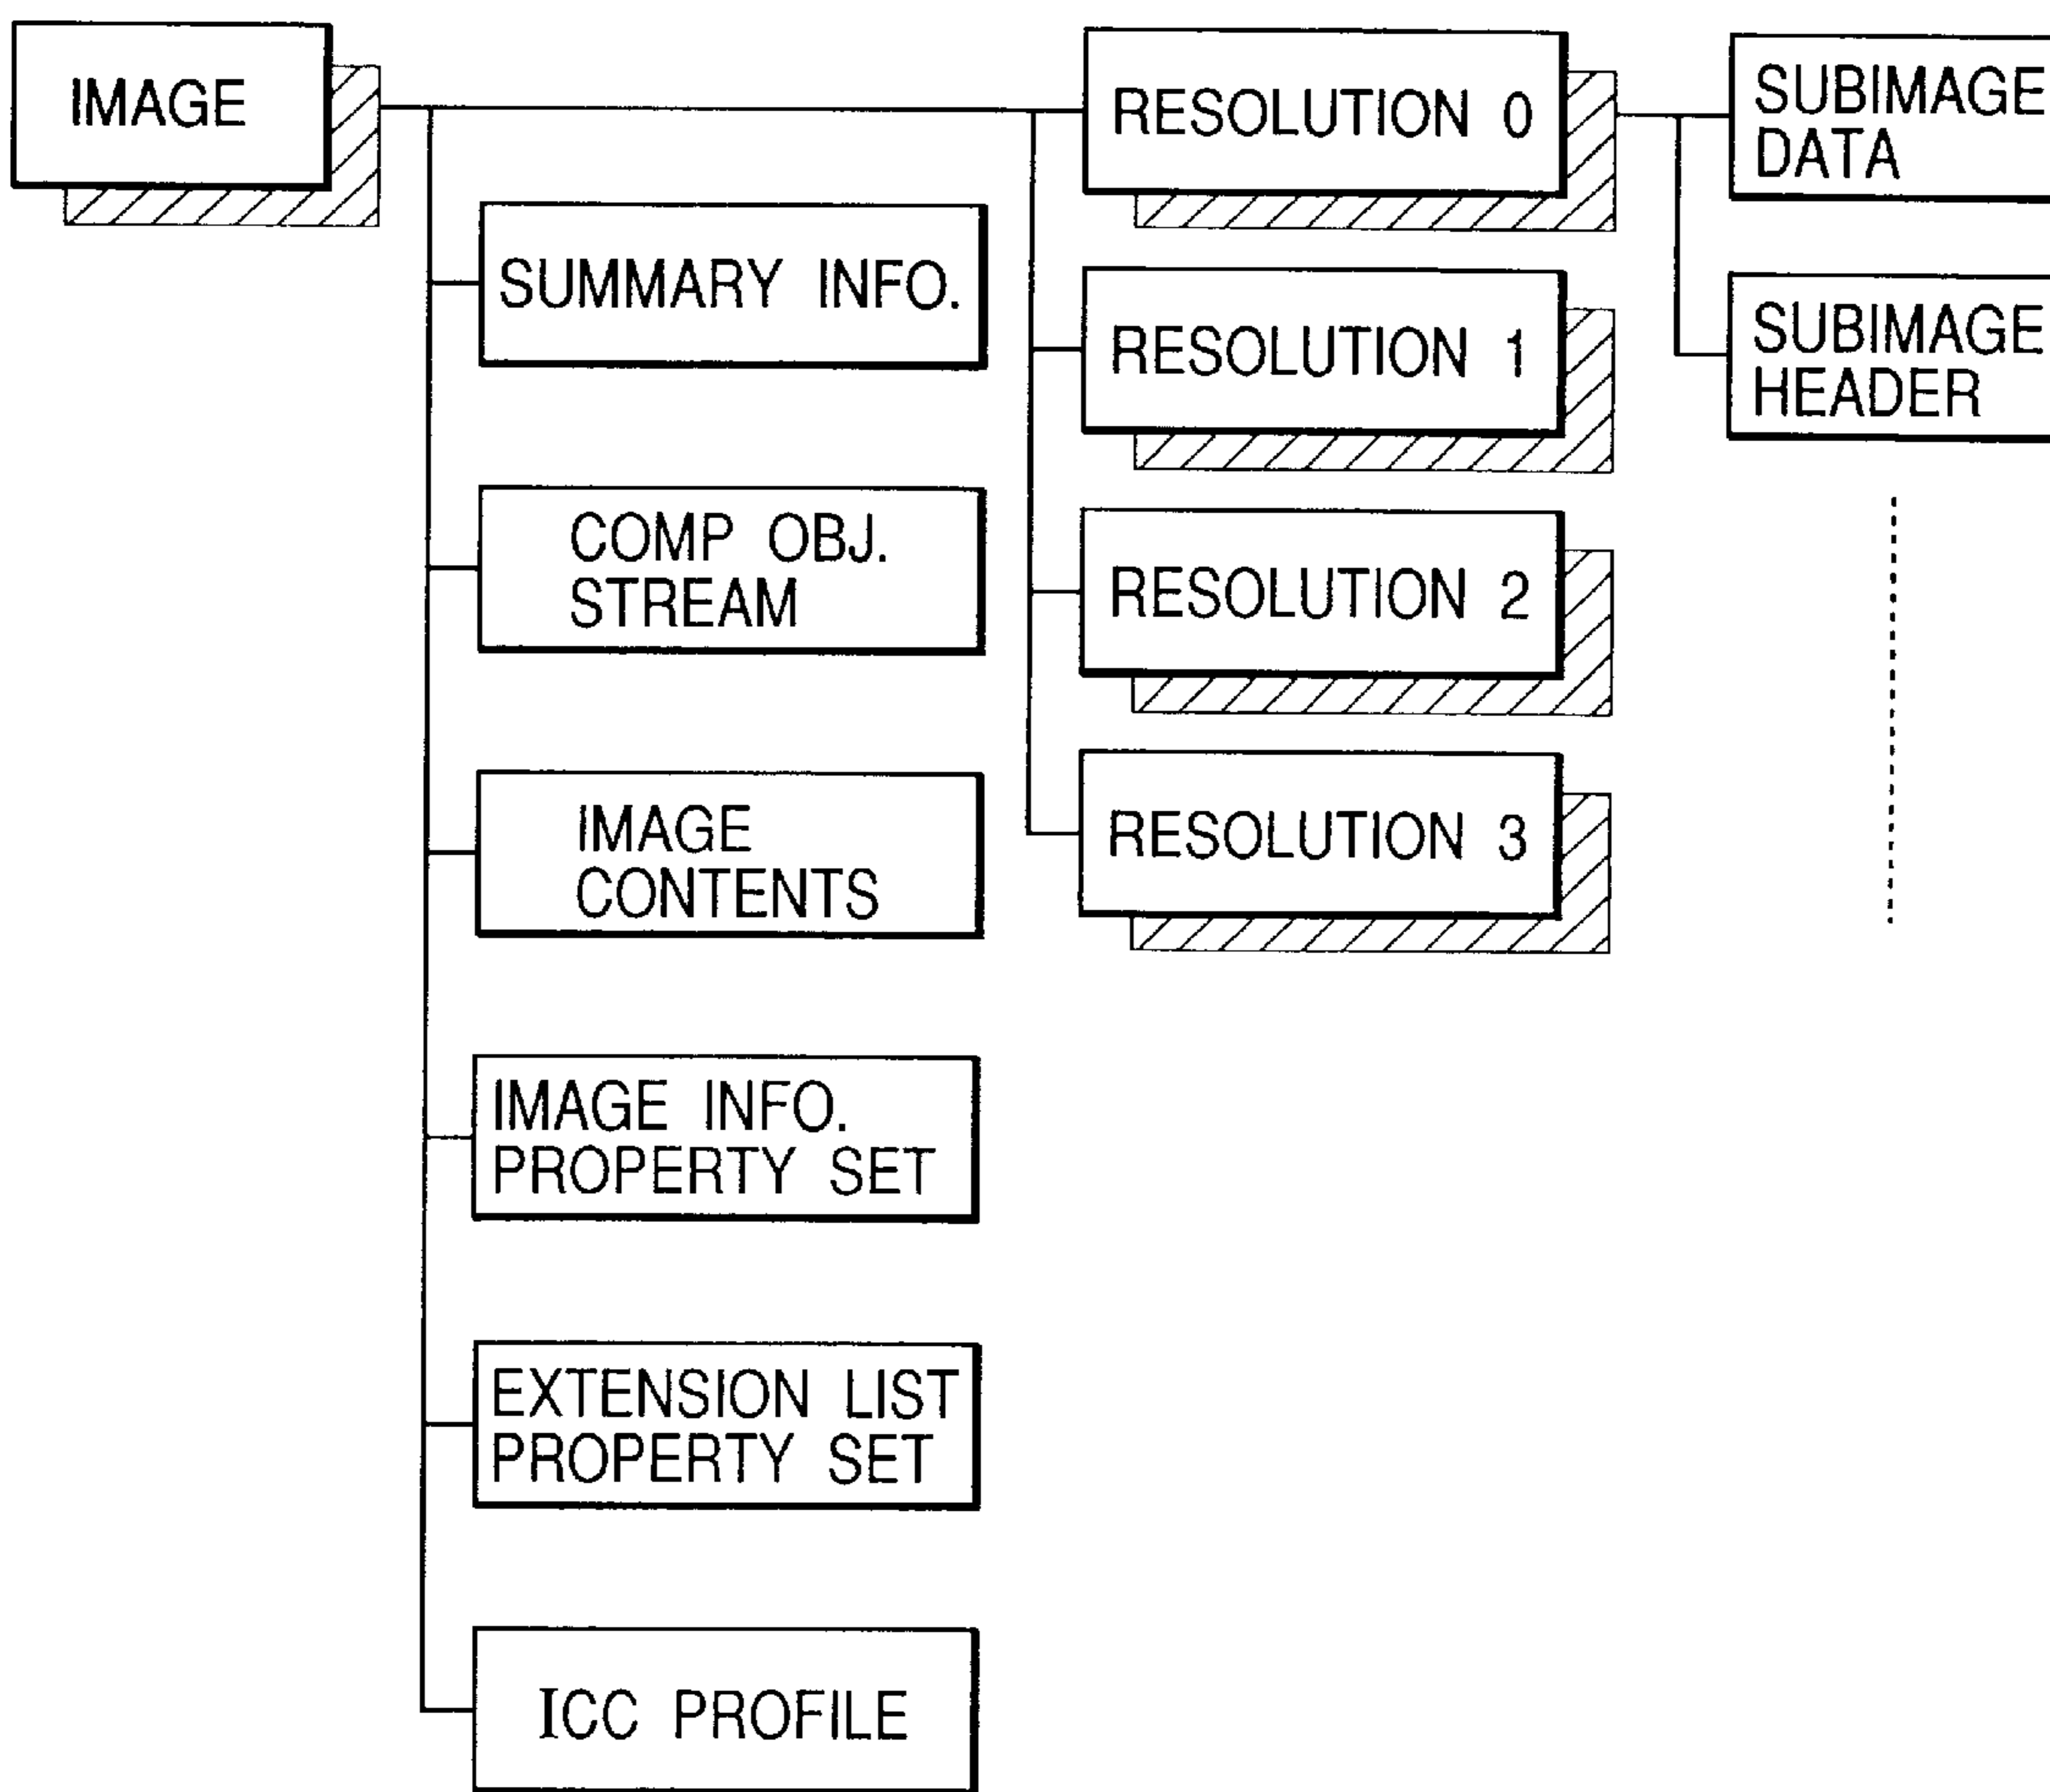 IMAGE
SUMMARY INFO.
COMP OBJ.
STREAM
IMAGE
CONTENTS
IMAGE INFO.
PROPERTY SET
EXTENSION LIST
PROPERTY SET
ICC PROFILE
RESOLUTION 0
RESOLUTION 1
RESOLUTION 2
RESOLUTION 3
SUBIMAGE
DATA
SUBIMAGE
HEADER